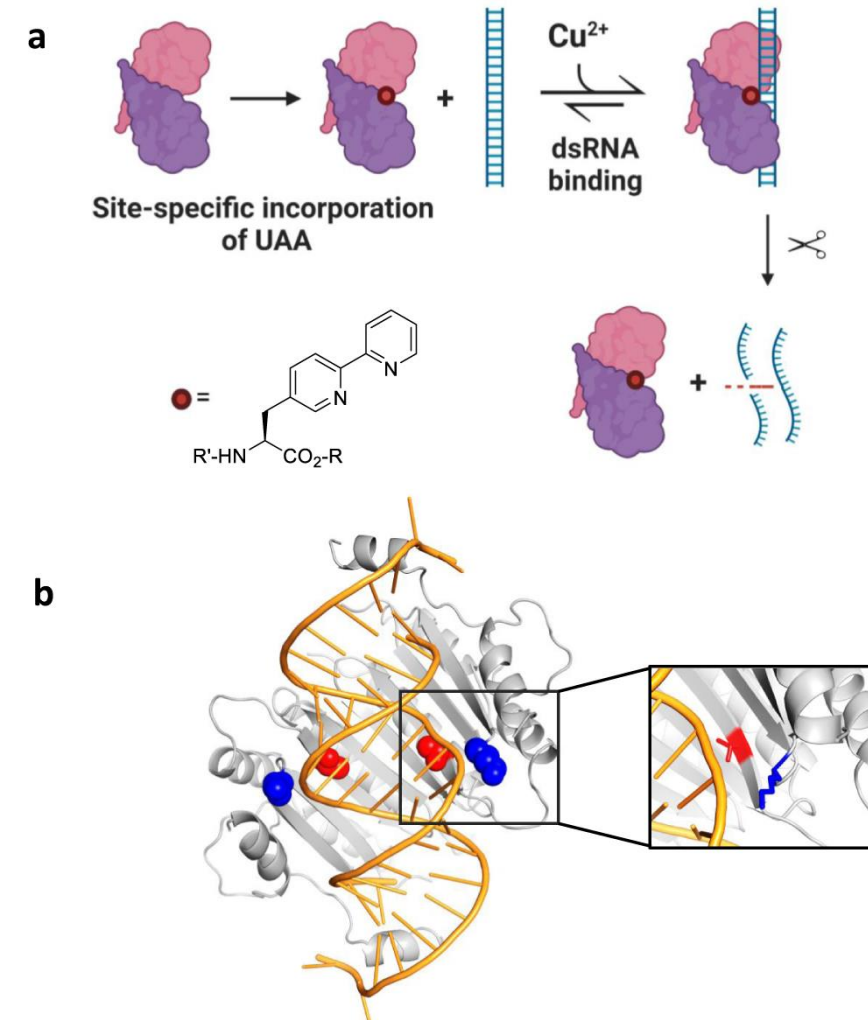 a
+
Cu²⁺
dsRNA
binding
Site-specific incorporation
of UAA
=
N
N
R'-HN
CO₂-R
+
b